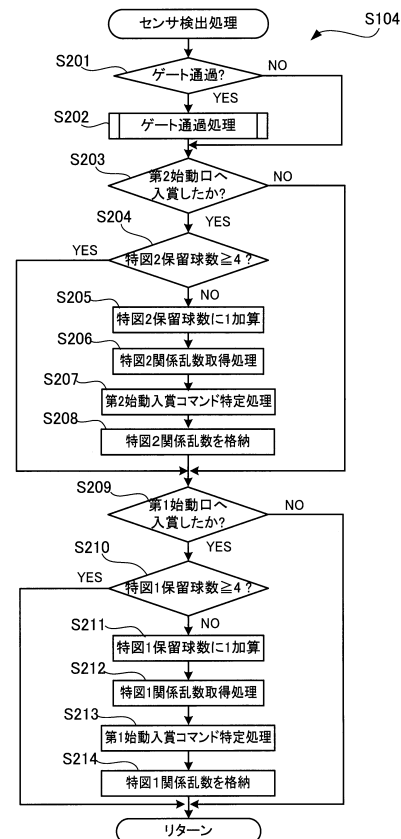 センサ検出処理
S104
S201
ゲート通過?
NO
YES
S202
ゲート通過処理
S203
第2始動口へ
入賞したか?
NO
YES
S204
YES
特図2保留球数≧4?
NO
S205
特図2保留球数に1加算
S206
特図2関係乱数取得処理
S207
第2始動入賞コマンド特定処理
S208
特図2関係乱数を格納
S209
第1始動口へ
入賞したか?
NO
YES
S210
YES
特図1保留球数≧4?
NO
S211
特図1保留球数に1加算
S212
特図1関係乱数取得処理
S213
第1始動入賞コマンド特定処理
S214
特図1関係乱数を格納
リターン